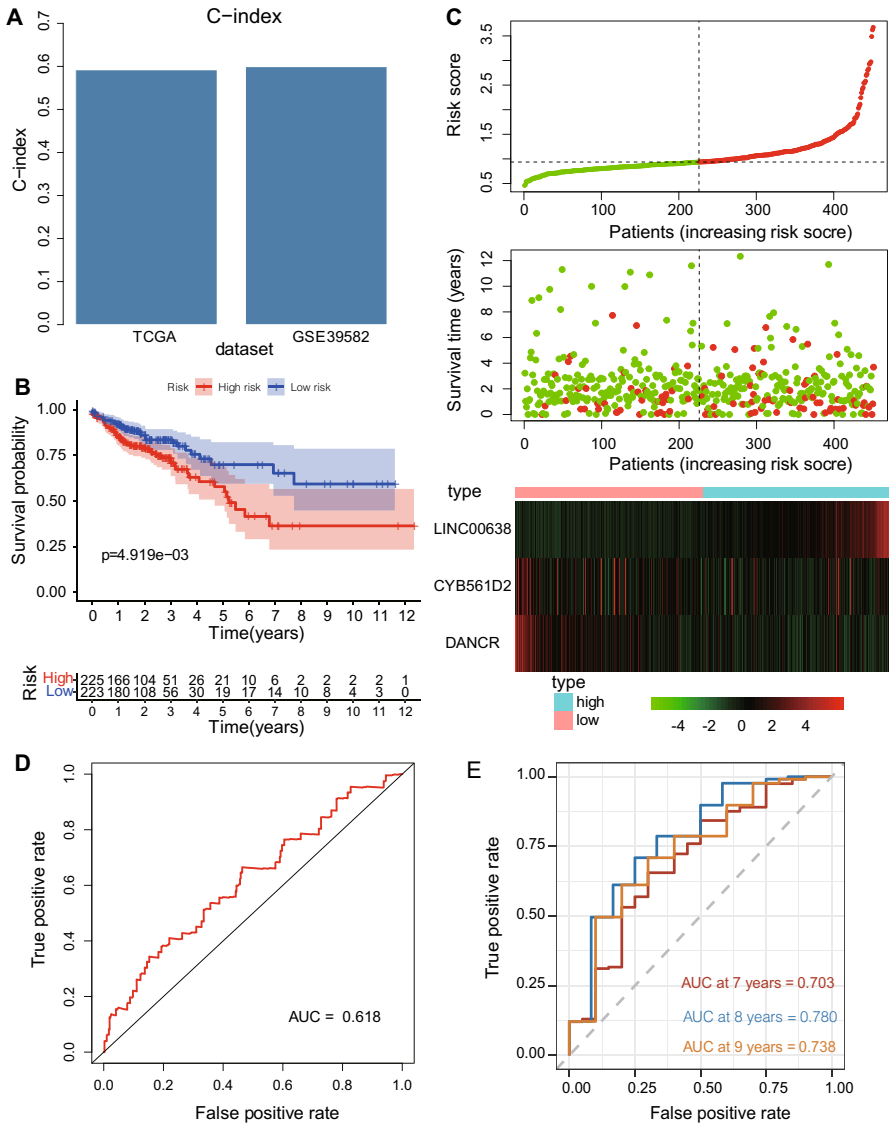 A
C-index
C-index
0.0 0.1 0.2 0.3 0.4 0.5 0.6 0.7
TCGA GSE39582
dataset
B
Risk High risk Low risk
Survival probability
1.00
0.75
0.50
0.25
0.00
p=4.919e−03
0 1 2 3 4 5 6 7 8 9 10 11 12
Time(years)
Risk
High 225 166 104 51 26 21 10 6 2 2 2 2 1
Low 223 180 108 56 30 19 17 14 10 8 4 3 0
0 1 2 3 4 5 6 7 8 9 10 11 12
Time(years)
C
Risk score
0.5 1.5 2.5 3.5
0 100 200 300 400
Patients (increasing risk socre)
Survival time (years)
0 2 4 6 8 10 12
0 100 200 300 400
Patients (increasing risk socre)
type
LINC00638
CYB561D2
DANCR
type
high
low
-4 -2 0 2 4
D
True positive rate
0.0 0.2 0.4 0.6 0.8 1.0
AUC = 0.618
0.0 0.2 0.4 0.6 0.8 1.0
False positive rate
E
True positive rate
1.00
0.75
0.50
0.25
0.00
AUC at 7 years = 0.703
AUC at 8 years = 0.780
AUC at 9 years = 0.738
0.00 0.25 0.50 0.75 1.00
False positive rate